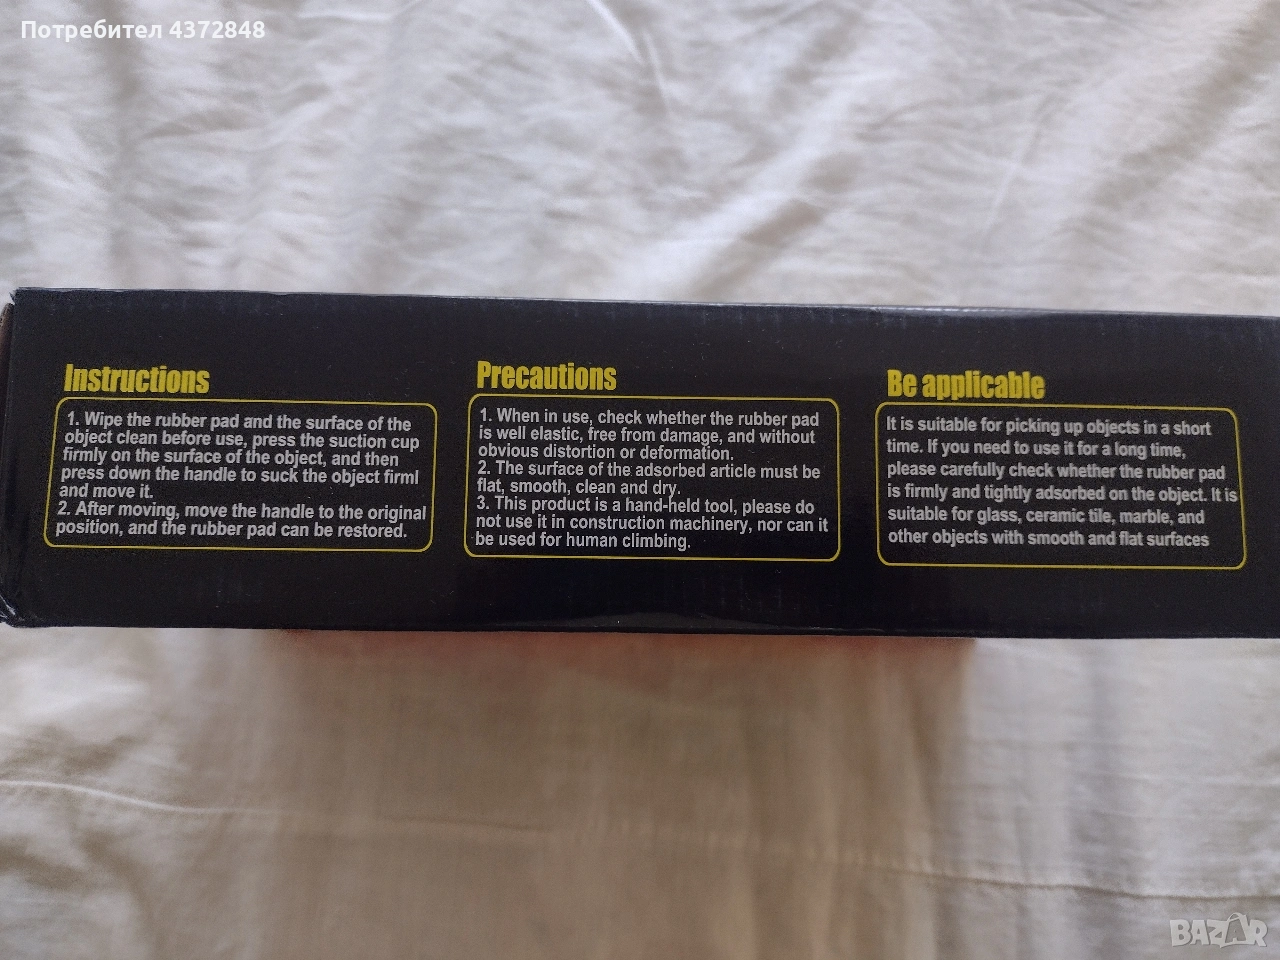 Потребител 4372848
Instructions
1. Wipe the rubber pad and the surface of the
object clean before use, press the suction cup
firmly on the surface of the object, and then
press down the handle to suck the object firml
and move it.
2. After moving, move the handle to the original
position, and the rubber pad can be restored.
Precautions
1. When in use, check whether the rubber pad
is well elastic, free from damage, and without
obvious distortion or deformation.
2. The surface of the adsorbed article must be
flat, smooth, clean and dry.
3. This product is a hand-held tool, please do
not use it in construction machinery, nor can it
be used for human climbing.
Be applicable
It is suitable for picking up objects in a short
time. If you need to use it for a long time,
please carefully check whether the rubber pad
is firmly and tightly adsorbed on the object. It is
suitable for glass, ceramic tile, marble, and
other objects with smooth and flat surfaces
BAZAR